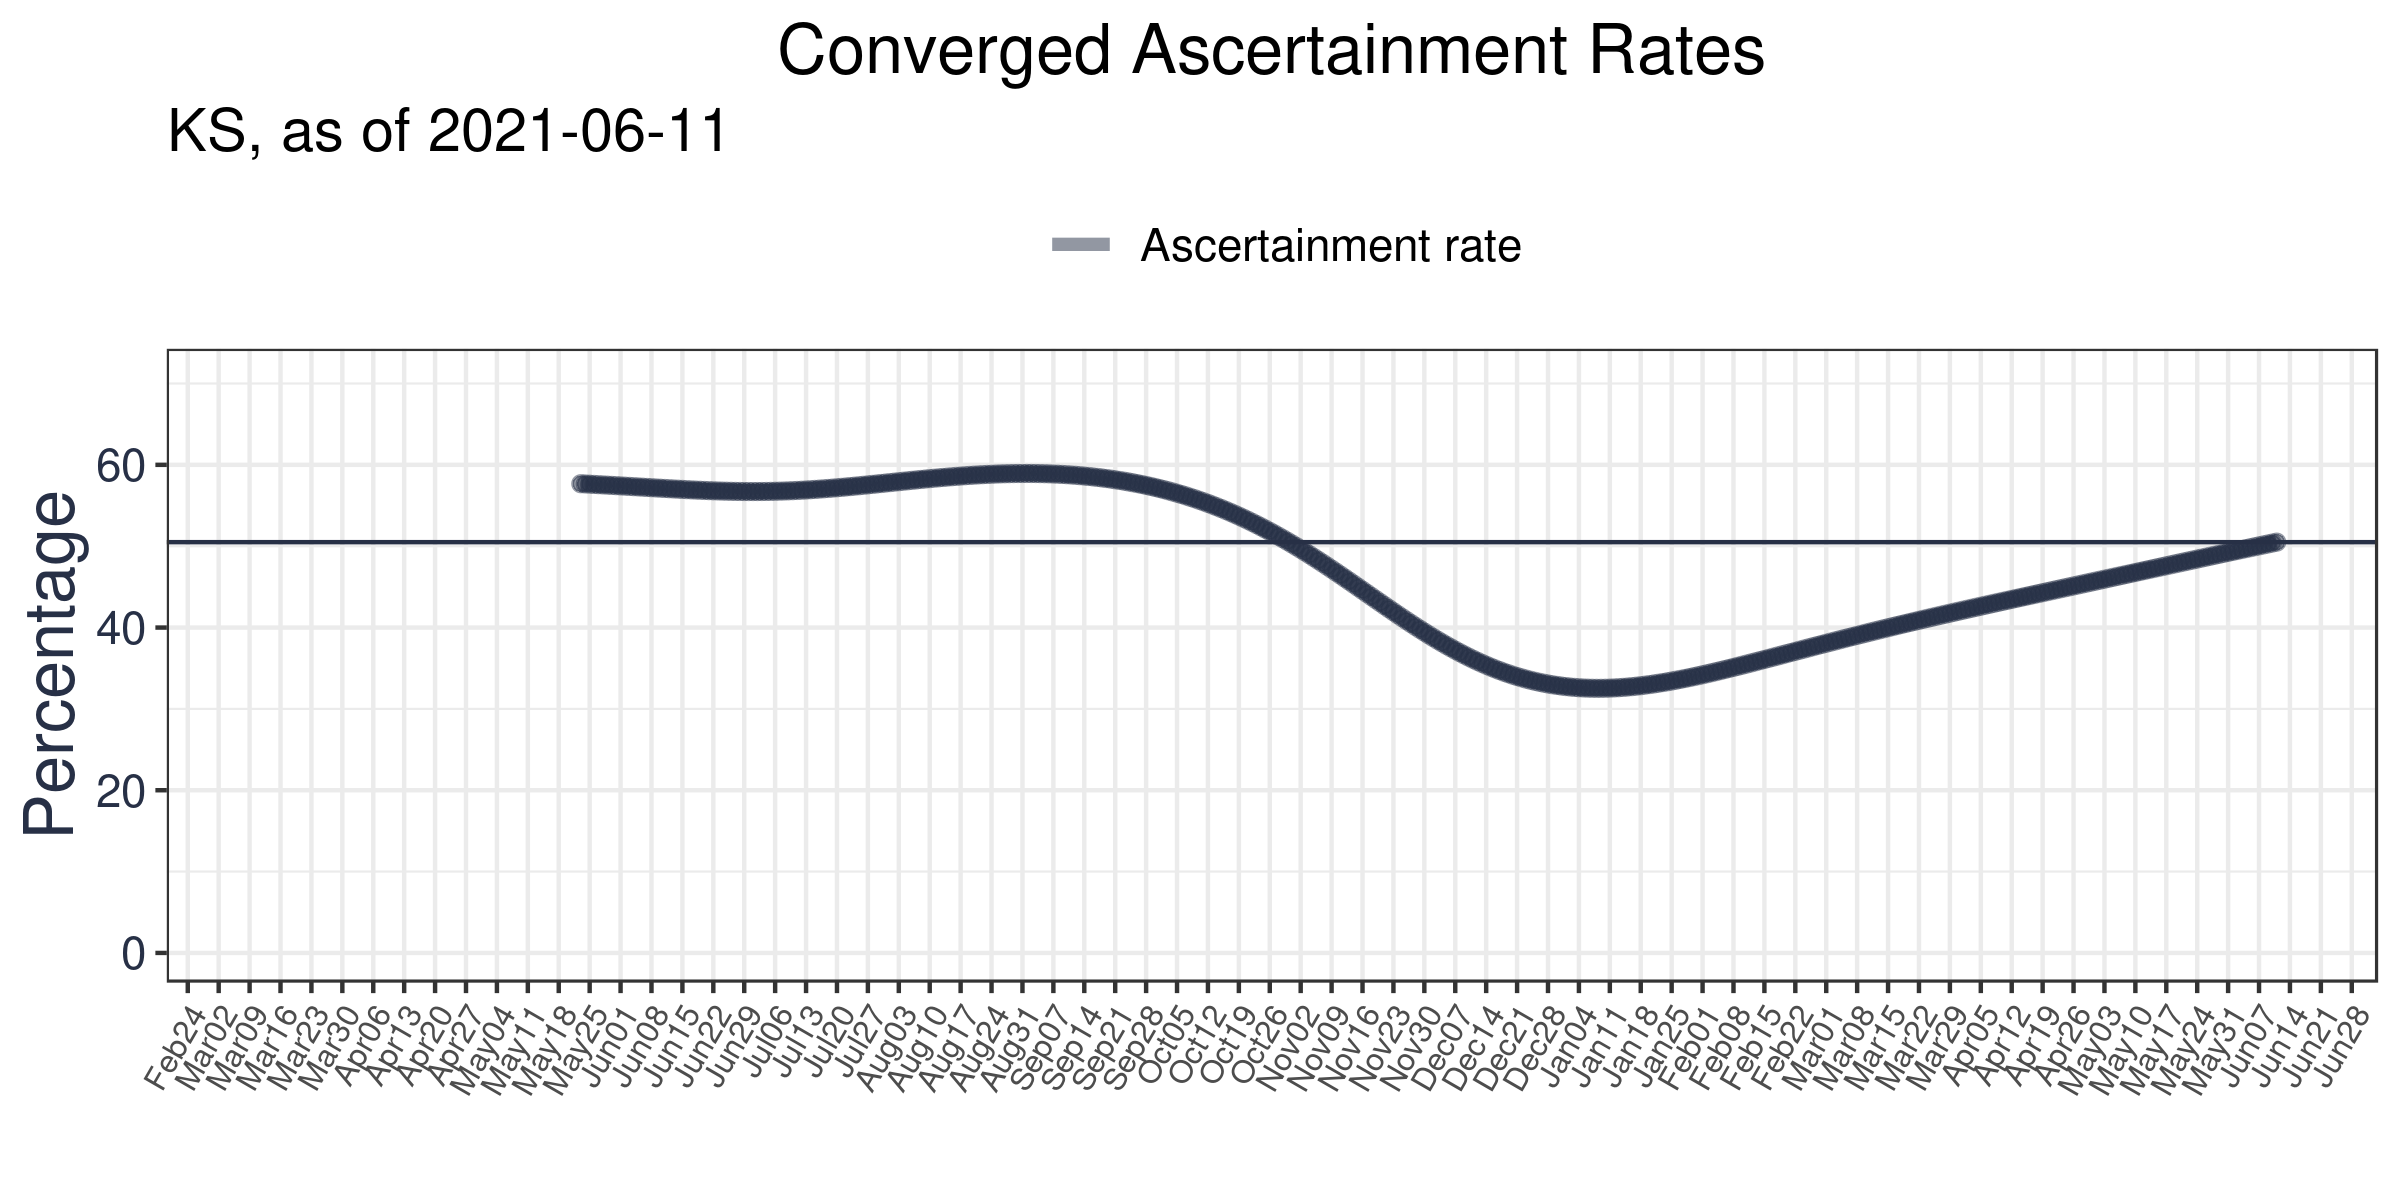 Converged Ascertainment Rates
KS, as of 2021-06-11
Ascertainment rate
Percentage
60
40
20
0
Feb24
Mar02
Mar09
Mar16
Mar23
Mar30
Apr06
Apr13
Apr20
Apr27
May04
May11
May18
May25
Jun01
Jun08
Jun15
Jun22
Jun29
Jul06
Jul13
Jul20
Jul27
Aug03
Aug10
Aug17
Aug24
Aug31
Sep07
Sep14
Sep21
Sep28
Oct05
Oct12
Oct19
Oct26
Nov02
Nov09
Nov16
Nov23
Nov30
Dec07
Dec14
Dec21
Dec28
Jan04
Jan11
Jan18
Jan25
Feb01
Feb08
Feb15
Feb22
Mar01
Mar08
Mar15
Mar22
Mar29
Apr05
Apr12
Apr19
Apr26
May03
May10
May17
May24
May31
Jun07
Jun14
Jun21
Jun28